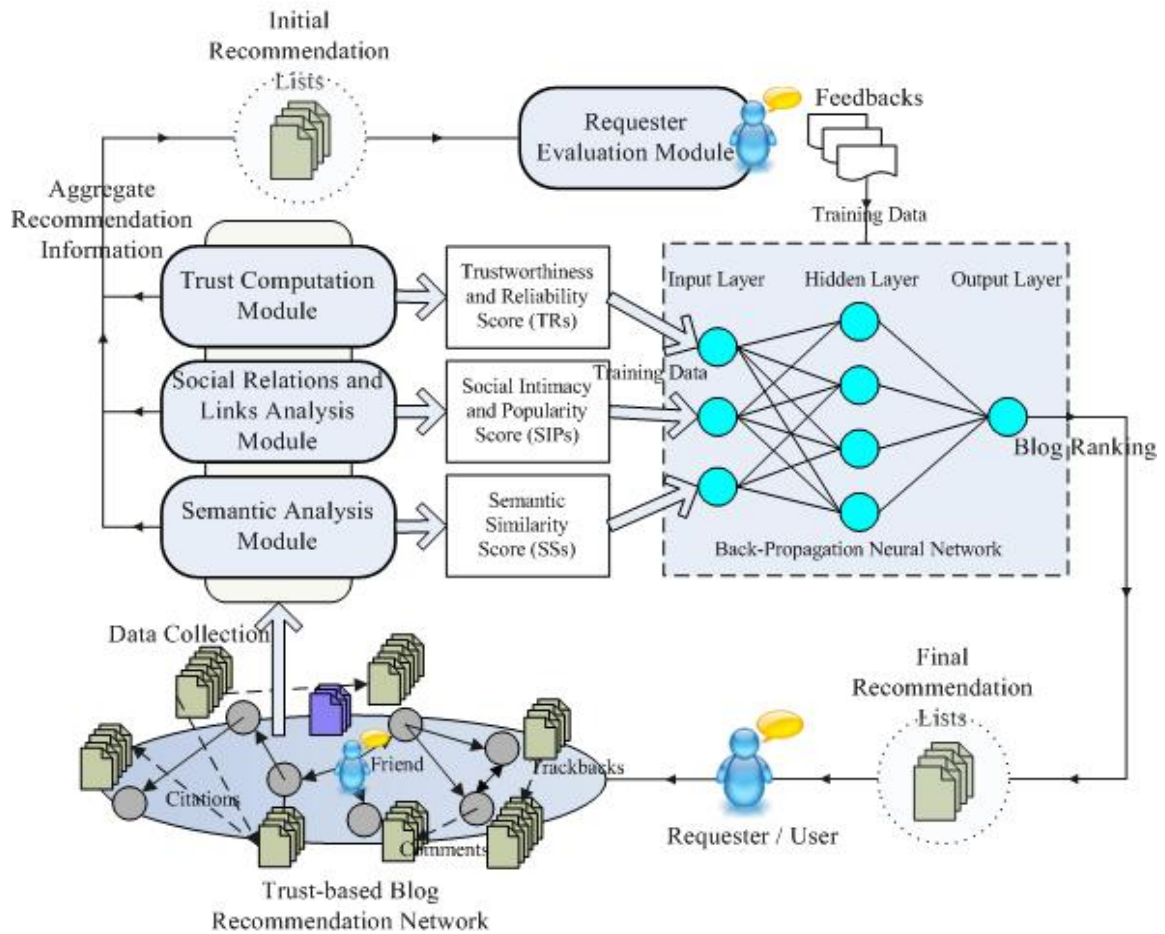 Initial
Recommendation
Lists
Requester
Evaluation Module
Feedbacks
Training Data
Aggregate
Recommendation
Information
Trust Computation
Module
Trustworthiness
and Reliability
Score (TRs)
Input Layer
Hidden Layer
Output Layer
Social Relations and
Links Analysis
Module
Social Intimacy
and Popularity
Score (SIPs)
Training Data
Blog Ranking
Semantic Analysis
Module
Semantic
Similarity
Score (SSs)
Back-Propagation Neural Network
Data Collection
Final
Recommendation
Lists
Friend
Trackbacks
Citations
Comments
Requester / User
Trust-based Blog
Recommendation Network